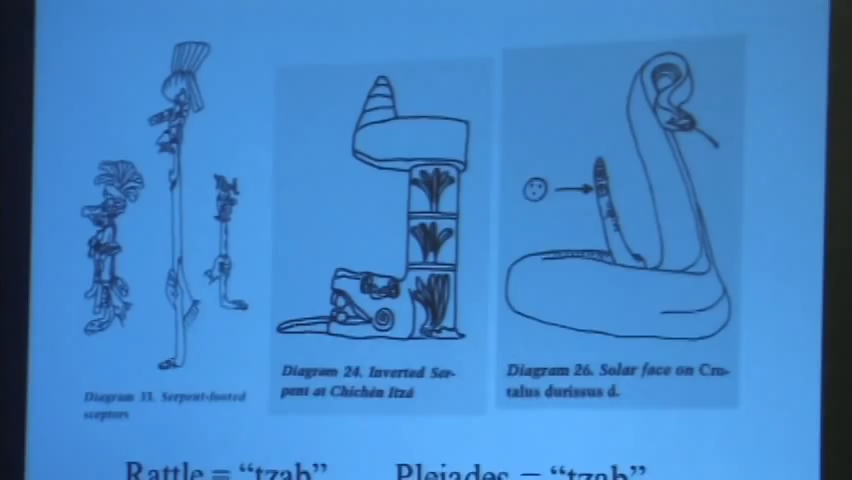 Diagram 33. Serpent-footed
sceptors
Diagram 24. Inverted Ser-
pent at Chichén Itzá
Diagram 26. Solar face on Cro-
talus durissus d.
Rattle = “tzab” Pleiades = “tzab”